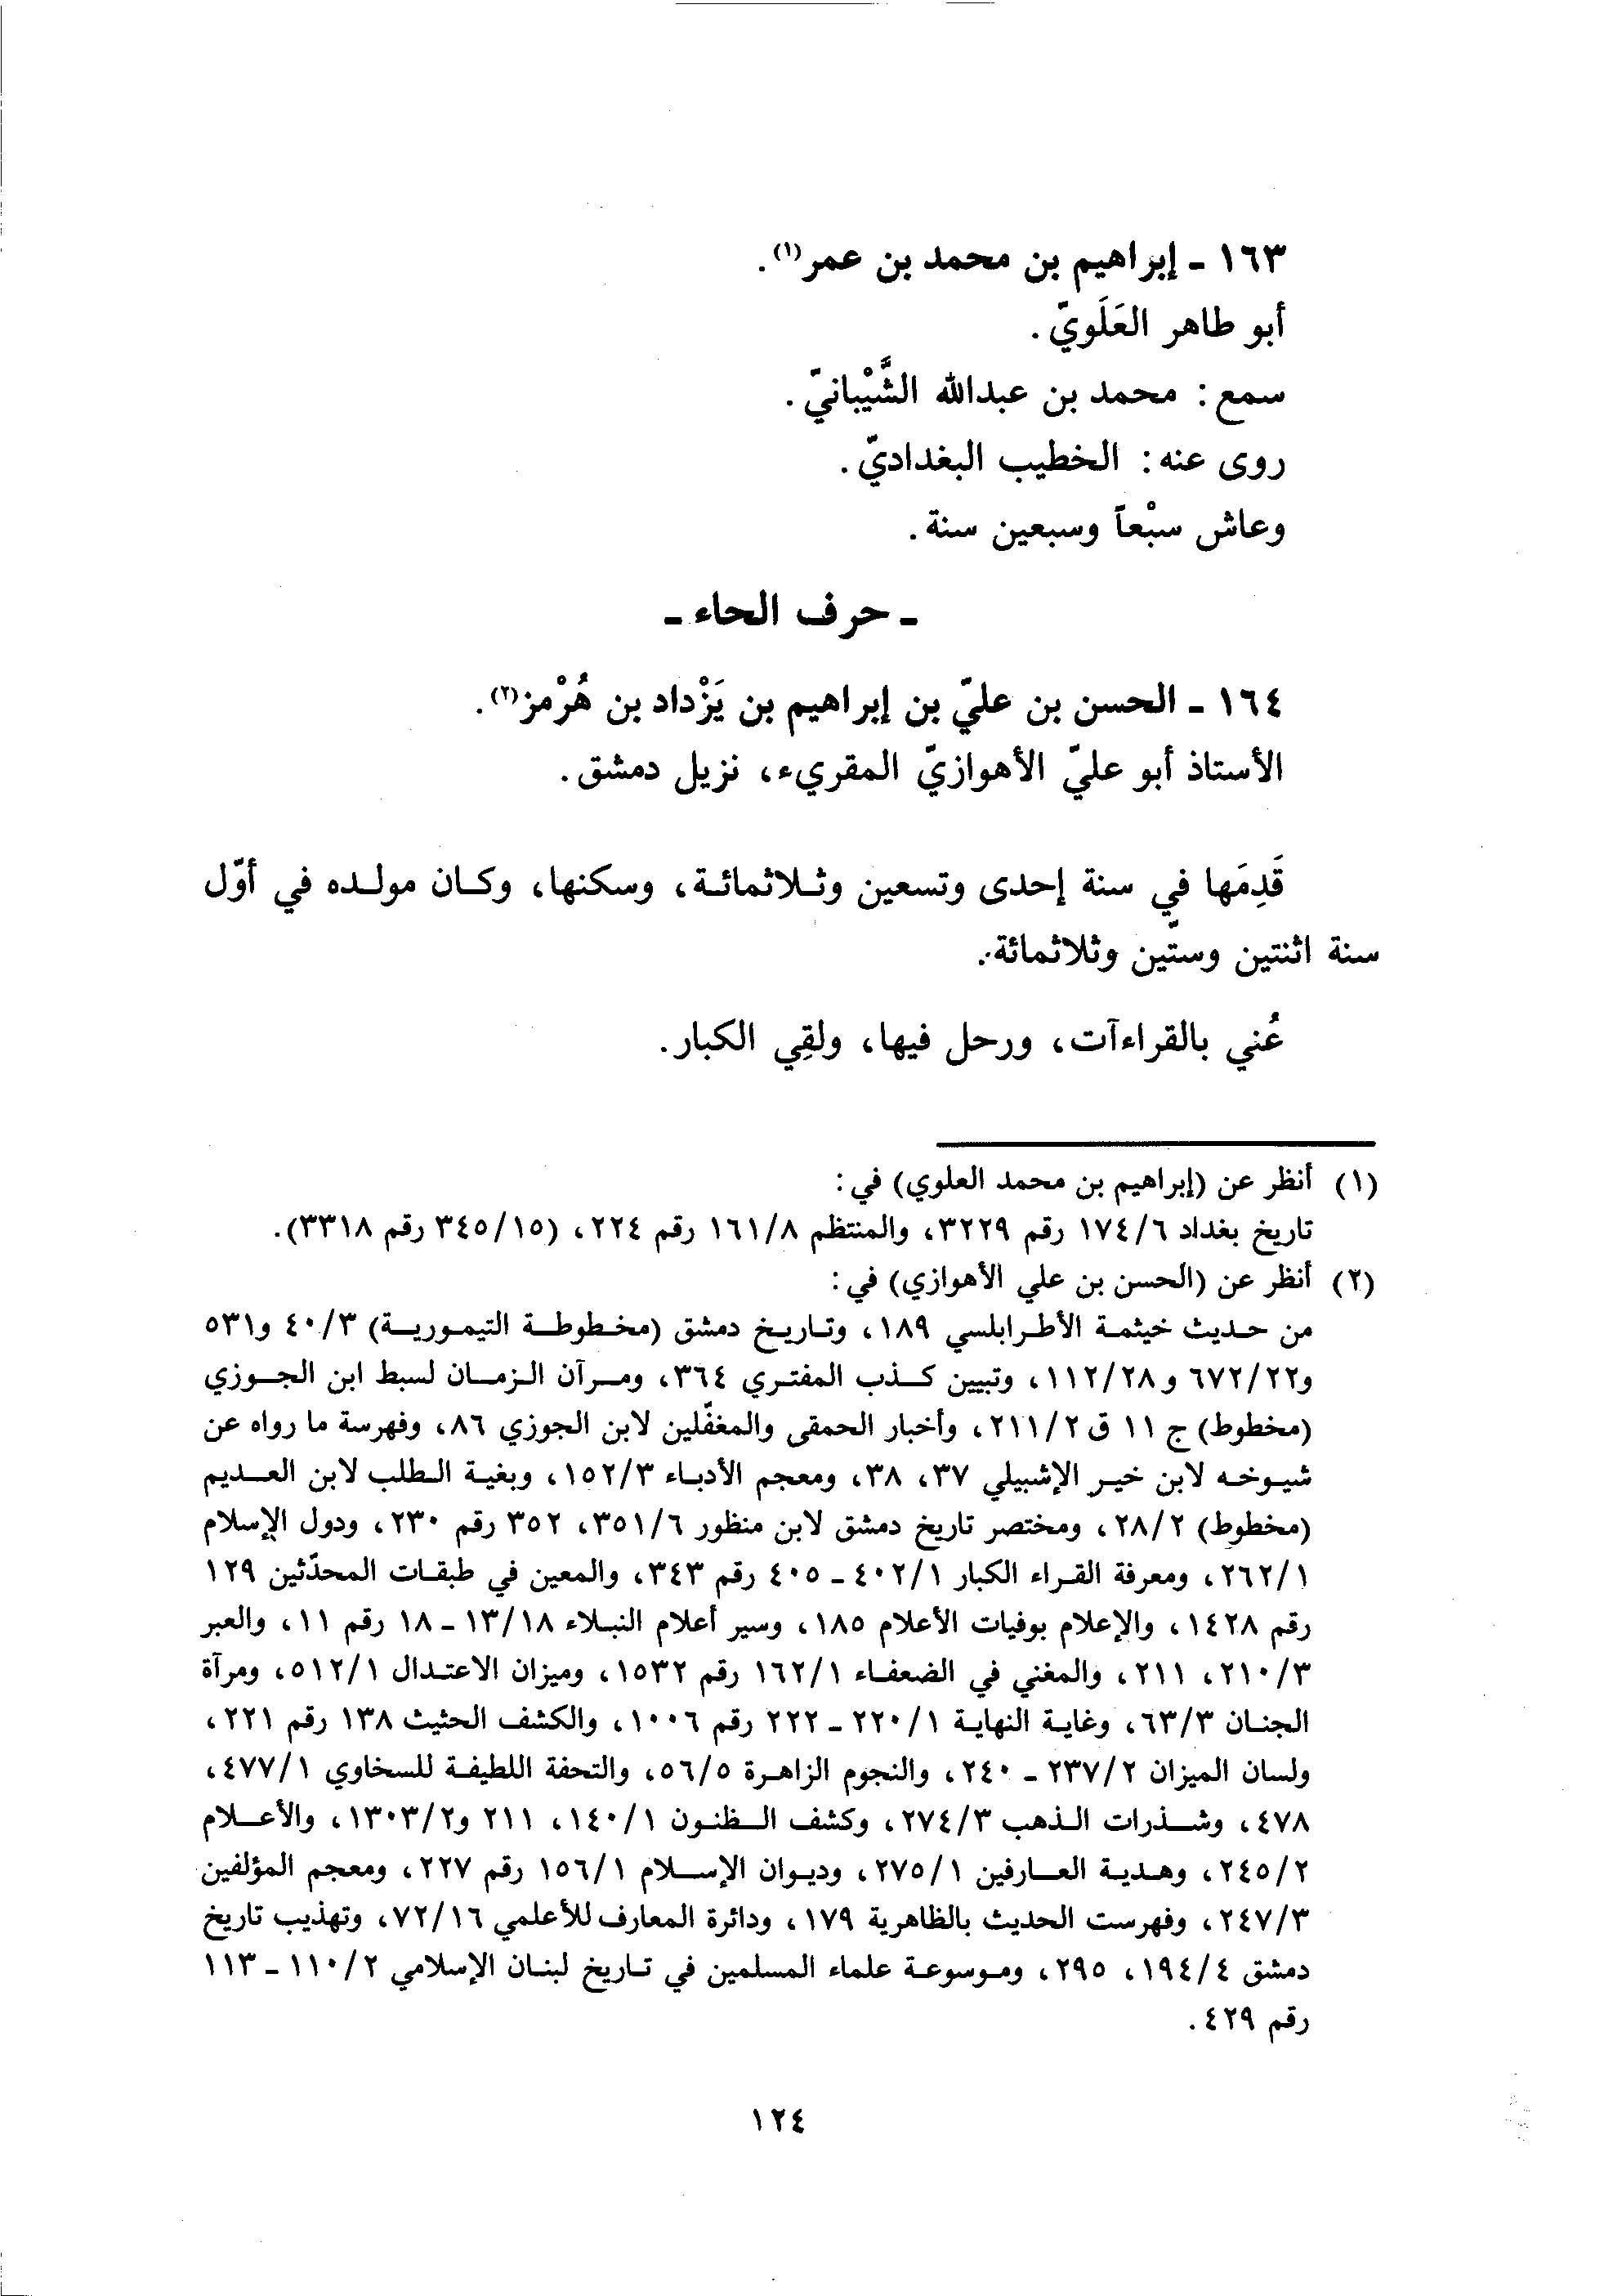 ١٦٣ - إبراهيم بن محمد بن عمر(١).
أبو طاهر العَلَويّ.
سمع: محمد بن عبدالله الشَّيْبانيّ.
روى عنه: الخطيب البغداديّ.
وعاش سبْعاً وسبعين سنة.
- حرف الحاء -
١٦٤ - الحسن بن عليّ بن إبراهيم بن يَزْداد بن هُرْمز(٢).
الأستاذ أبو عليّ الأهوازيّ المقريء، نزيل دمشق.
قَدِمَها في سنة إحدى وتسعين وثلاثمائة، وسكنها، وكان مولده في أوّل
سنة اثنتين وستّين وثلاثمائة.
عُني بالقراءآت، ورحل فيها، ولقِي الكبار.
(١) أنظر عن (إبراهيم بن محمد العلوي) في:
تاريخ بغداد ١٧٤/٦ رقم ٣٢٢٩، والمنتظم ١٦١/٨ رقم ٢٢٤، (٣٤٥/١٥ رقم ٣٣١٨).
(٢) أنظر عن (الحسن بن علي الأهوازي) في:
من حديث خيثمة الأطرابلسي ١٨٩، وتاريخ دمشق (مخطوطة التيمورية) ٤٠/٣ و٥٣١
و٦٧٢/٢٢ و١١٢/٢٨، وتبيين كذب المفتري ٣٦٤، ومرآن الزمان لسبط ابن الجوزي
(مخطوط) ج ١١ ق ٢١١/٢، وأخبار الحمقى والمغفّلين لابن الجوزي ٨٦، وفهرسة ما رواه عن
شيوخه لابن خير الإشبيلي ٣٧، ٣٨، ومعجم الأدباء ١٥٢/٣، وبغية الطلب لابن العديم
(مخطوط) ٢٨/٢، ومختصر تاريخ دمشق لابن منظور ٣٥١/٦، ٣٥٢ رقم ٢٣٠، ودول الإسلام
٢٦٢/١، ومعرفة القراء الكبار ٤٠٢/١ - ٤٠٥ رقم ٣٤٣، والمعين في طبقات المحدّثين ١٢٩
رقم ١٤٢٨، والإعلام بوفيات الأعلام ١٨٥، وسير أعلام النبلاء ١٣/١٨ - ١٨ رقم ١١، والعبر
٢١٠/٣، ٢١١، والمغني في الضعفاء ١٦٢/١ رقم ١٥٣٢، وميزان الاعتدال ٥١٢/١، ومرآة
الجنان ٦٣/٣، وغاية النهاية ٢٢٠/١ - ٢٢٢ رقم ١٠٠٦، والكشف الحثيث ١٣٨ رقم ٢٢١،
ولسان الميزان ٢٣٧/٢ - ٢٤٠، والنجوم الزاهرة ٥٦/٥، والتحفة اللطيفة للسخاوي ٤٧٧/١،
٤٧٨، وشذرات الذهب ٢٧٤/٣، وكشف الظنون ١٤٠/١، ٢١١ و١٣٠٣/٢، والأعلام
٢٤٥/٢، وهدية العارفين ٢٧٥/١، وديوان الإسلام ١٥٦/١ رقم ٢٢٧، ومعجم المؤلفين
٢٤٧/٣، وفهرست الحديث بالظاهرية ١٧٩، ودائرة المعارف للأعلمي ٧٢/١٦، وتهذيب تاريخ
دمشق ١٩٤/٤، ٢٩٥، وموسوعة علماء المسلمين في تاريخ لبنان الإسلامي ١١٠/٢ - ١١٣
رقم ٤٢٩.
١٢٤